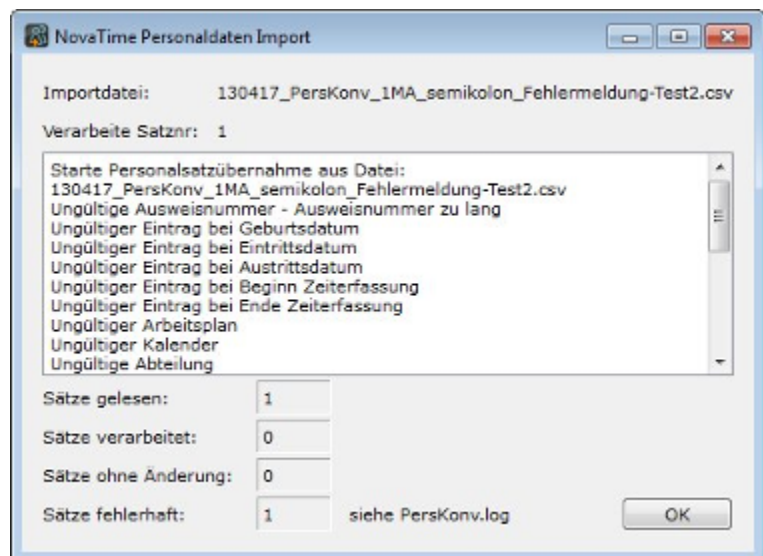 NovaTime Personaldaten Import
Importdatei: 130417_PersKonv_1MA_semikolon_Fehlermeldung-Test2.csv
Verarbeite Satznr: 1
Starte Personalsatzübernahme aus Datei:
130417_PersKonv_1MA_semikolon_Fehlermeldung-Test2.csv
Ungültige Ausweisnummer - Ausweisnummer zu lang
Ungültiger Eintrag bei Geburtsdatum
Ungültiger Eintrag bei Eintrittsdatum
Ungültiger Eintrag bei Austrittsdatum
Ungültiger Eintrag bei Beginn Zeiterfassung
Ungültiger Eintrag bei Ende Zeiterfassung
Ungültiger Arbeitsplan
Ungültiger Kalender
Ungültige Abteilung
Sätze gelesen: 1
Sätze verarbeitet: 0
Sätze ohne Änderung: 0
Sätze fehlerhaft: 1 siehe PersKonv.log OK